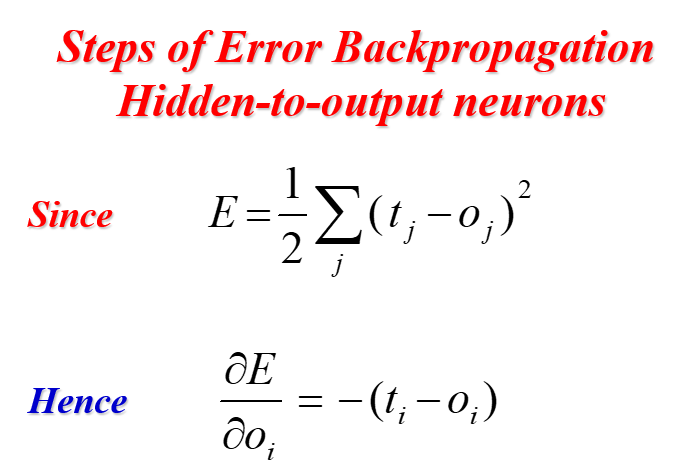 Steps of Error Backpropagation
Hidden-to-output neurons
Since E = \frac{1}{2} \sum_{j} (t_j - o_j)^2
Hence \frac{\partial E}{\partial o_i} = -(t_i - o_i)